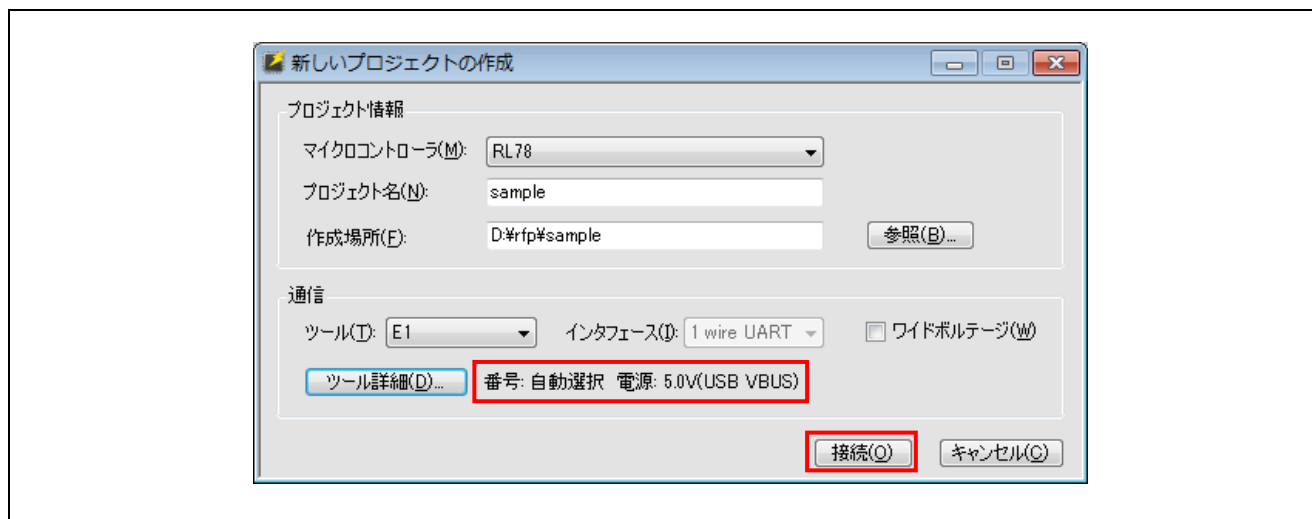 新しいプロジェクトの作成
プロジェクト情報
マイクロコントローラ(M): RL78
プロジェクト名(N): sample
作成場所(F): D:¥rfp¥sample 参照(B)...
通信
ツール(T): E1 インタフェース(I): 1 wire UART ワイドボルテージ(W)
ツール詳細(D)... 番号: 自動選択 電源: 5.0V(USB VBUS)
接続(O) キャンセル(C)